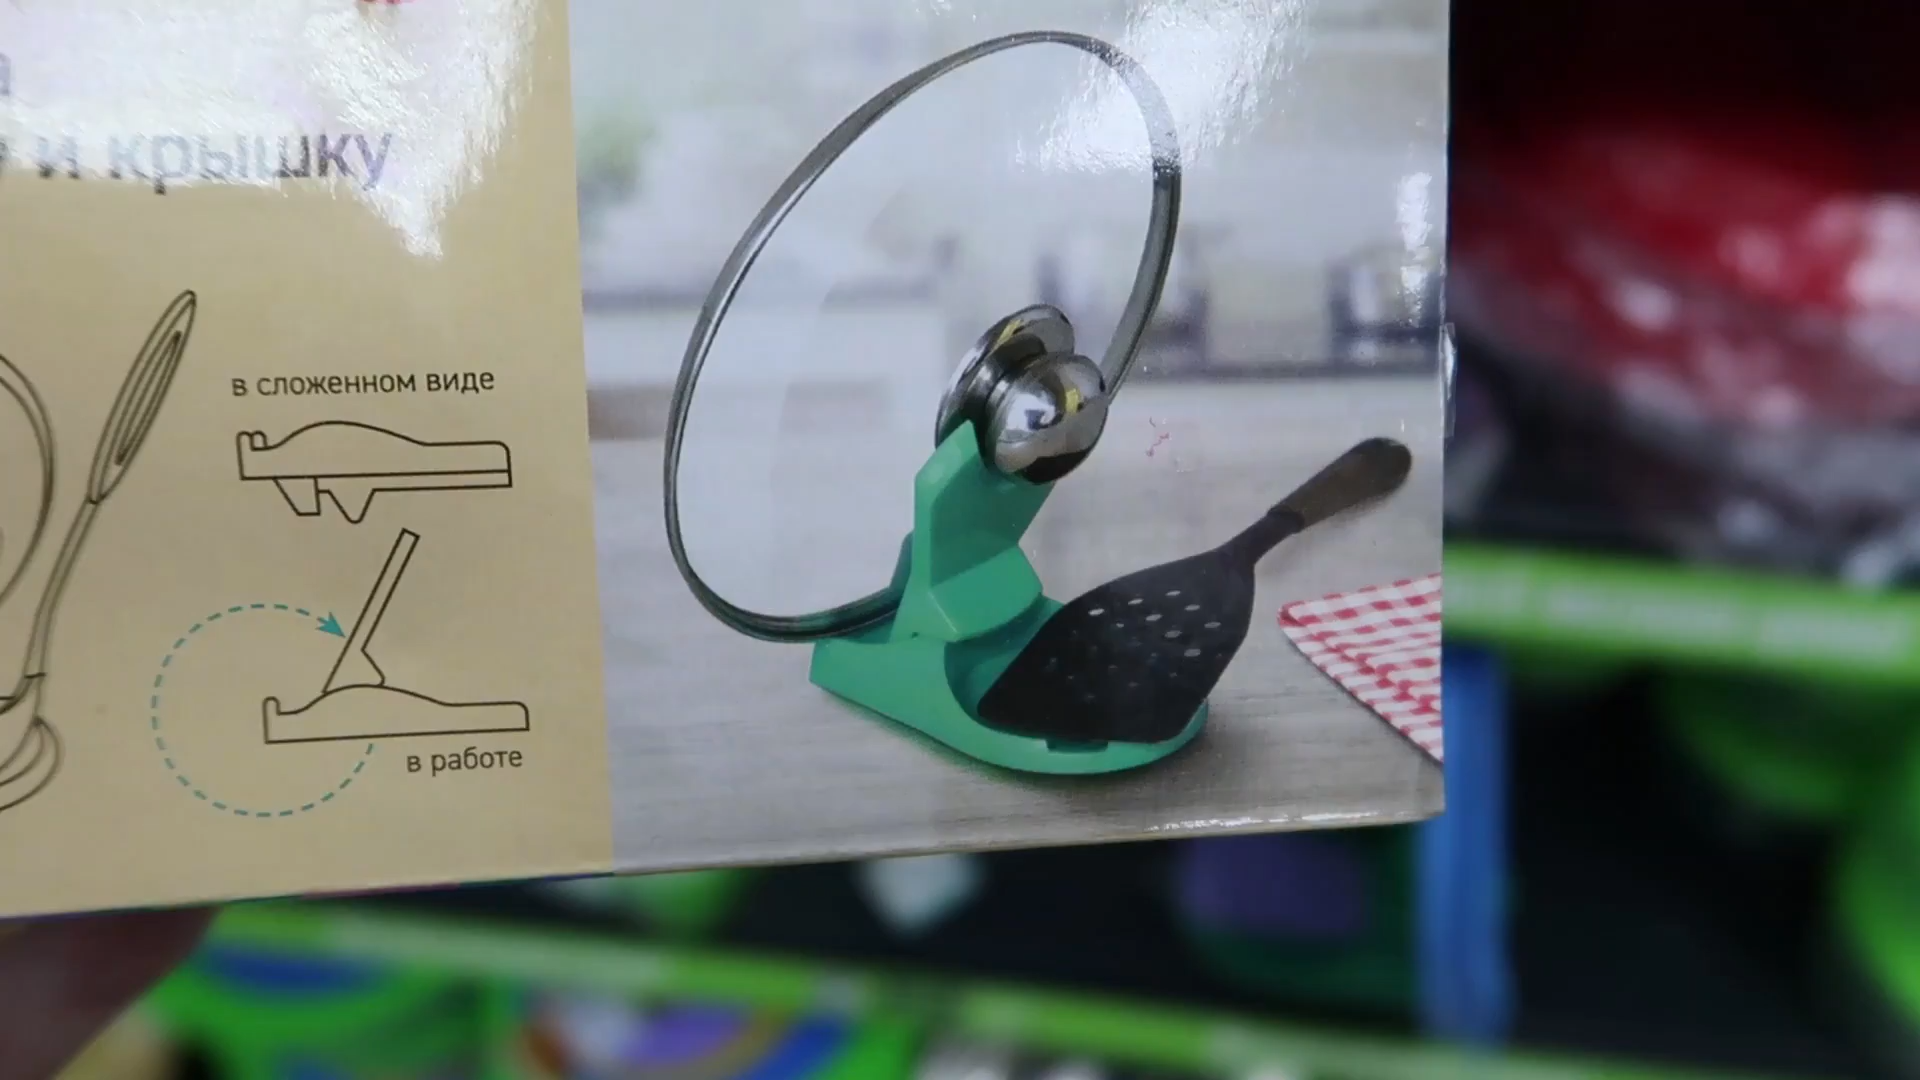 и крышку
в сложенном виде
в работе